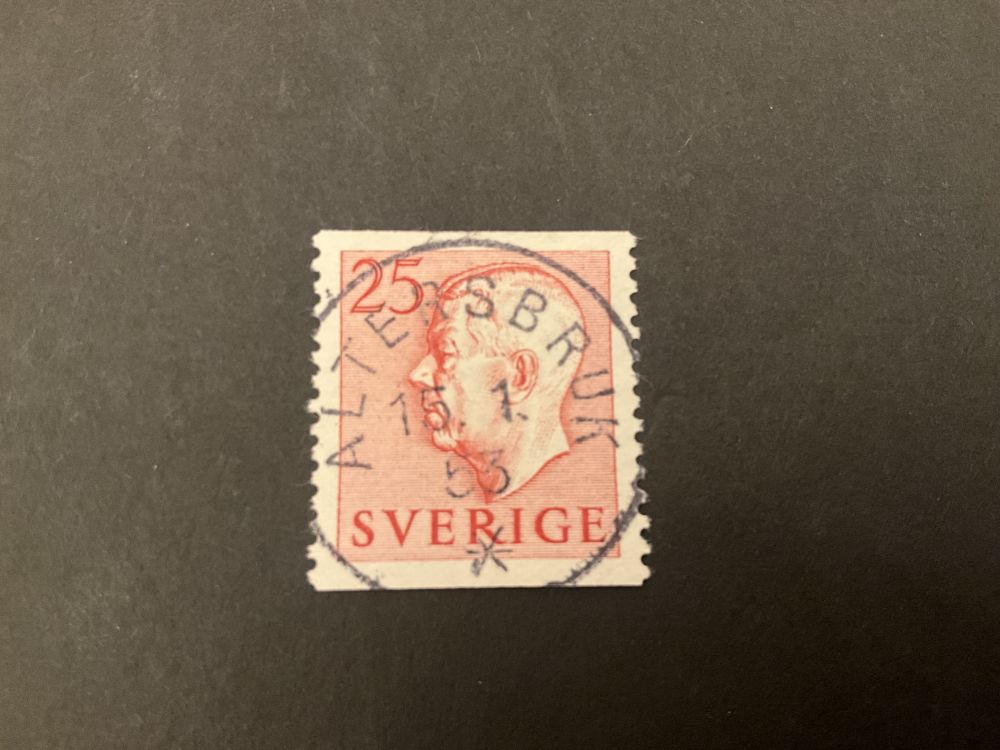 25
ALTERSBRUK
15. 1.
53
SVERIGE